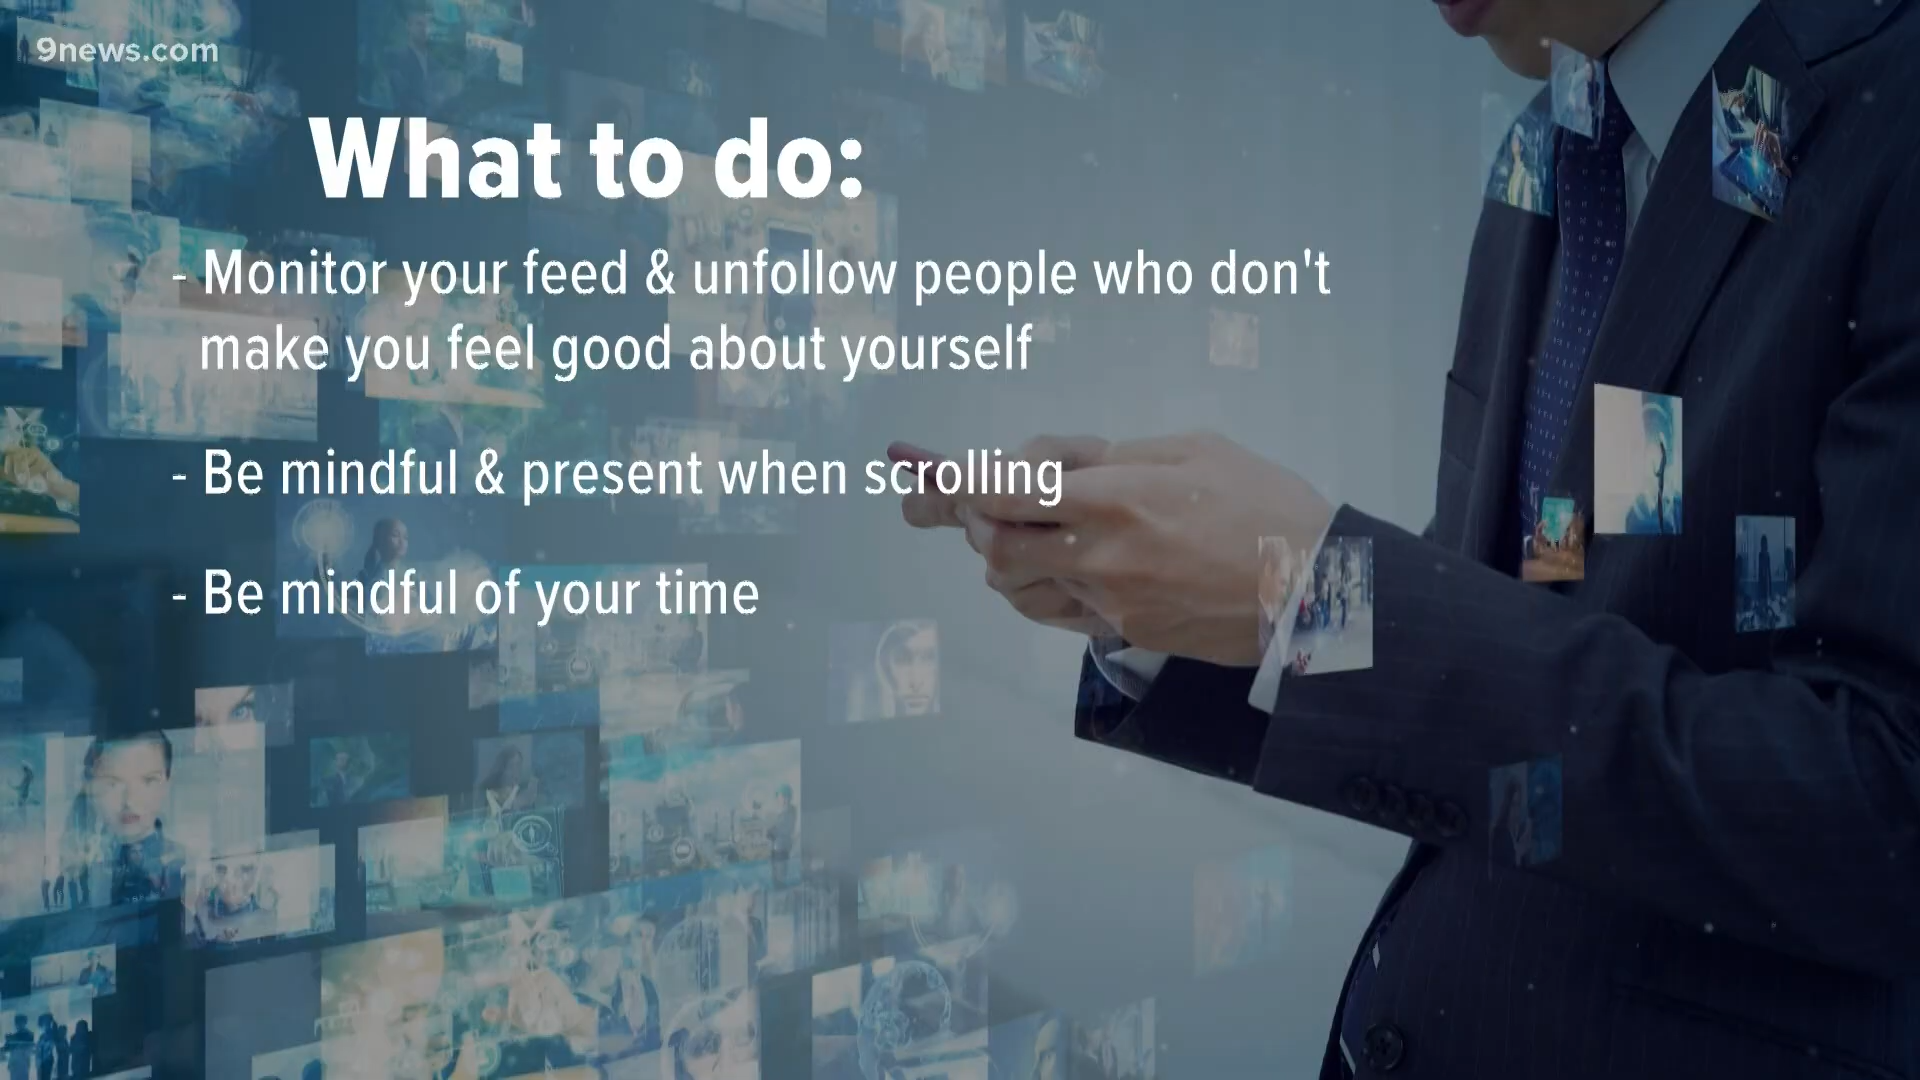 9news.com
What to do:
- Monitor your feed & unfollow people who don't
make you feel good about yourself
- Be mindful & present when scrolling
- Be mindful of your time